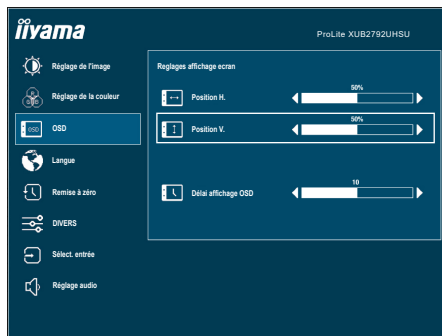 iiyama
ProLite XUB2792UHSU
Réglage de l'image
Réglage de la couleur
OSD
OSD
Langue
Remise à zéro
DIVERS
Sélect. entrée
Réglage audio
Reglages affichage ecran
Position H.
50%
Position V.
50%
Délai affichage OSD
10